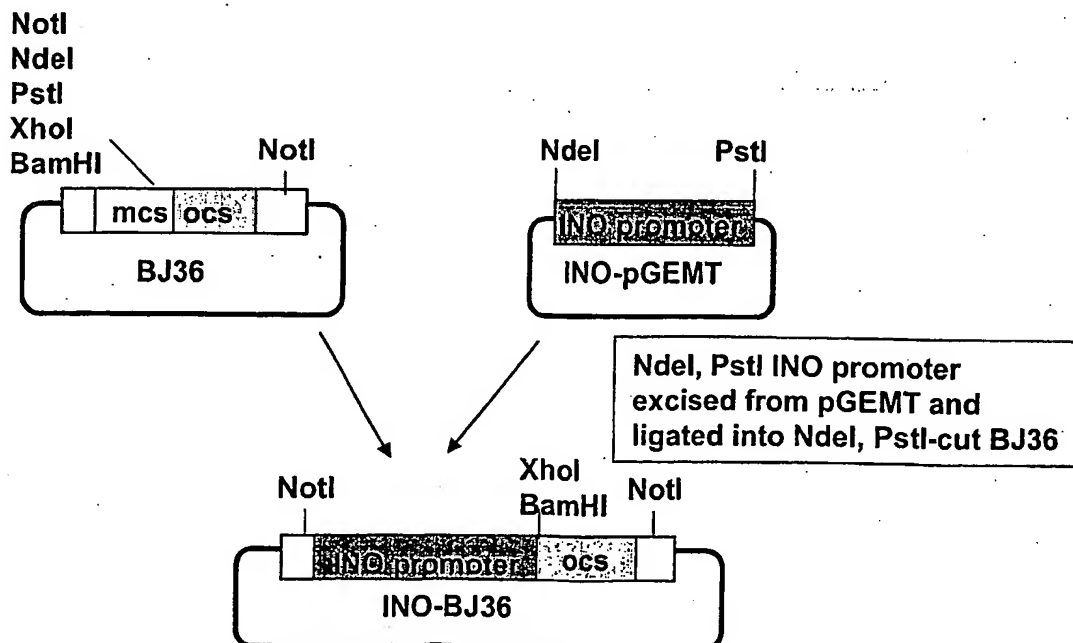 NotI
NdeI
PstI
XhoI
BamHI
NotI
mcs ocs
BJ36
NdeI PstI
INO promoter
INO-pGEMT
NdeI, PstI INO promoter
excised from pGEMT and
ligated into NdeI, PstI-cut BJ36
NotI
XhoI
BamHI
NotI
INO promoter ocs
INO-BJ36